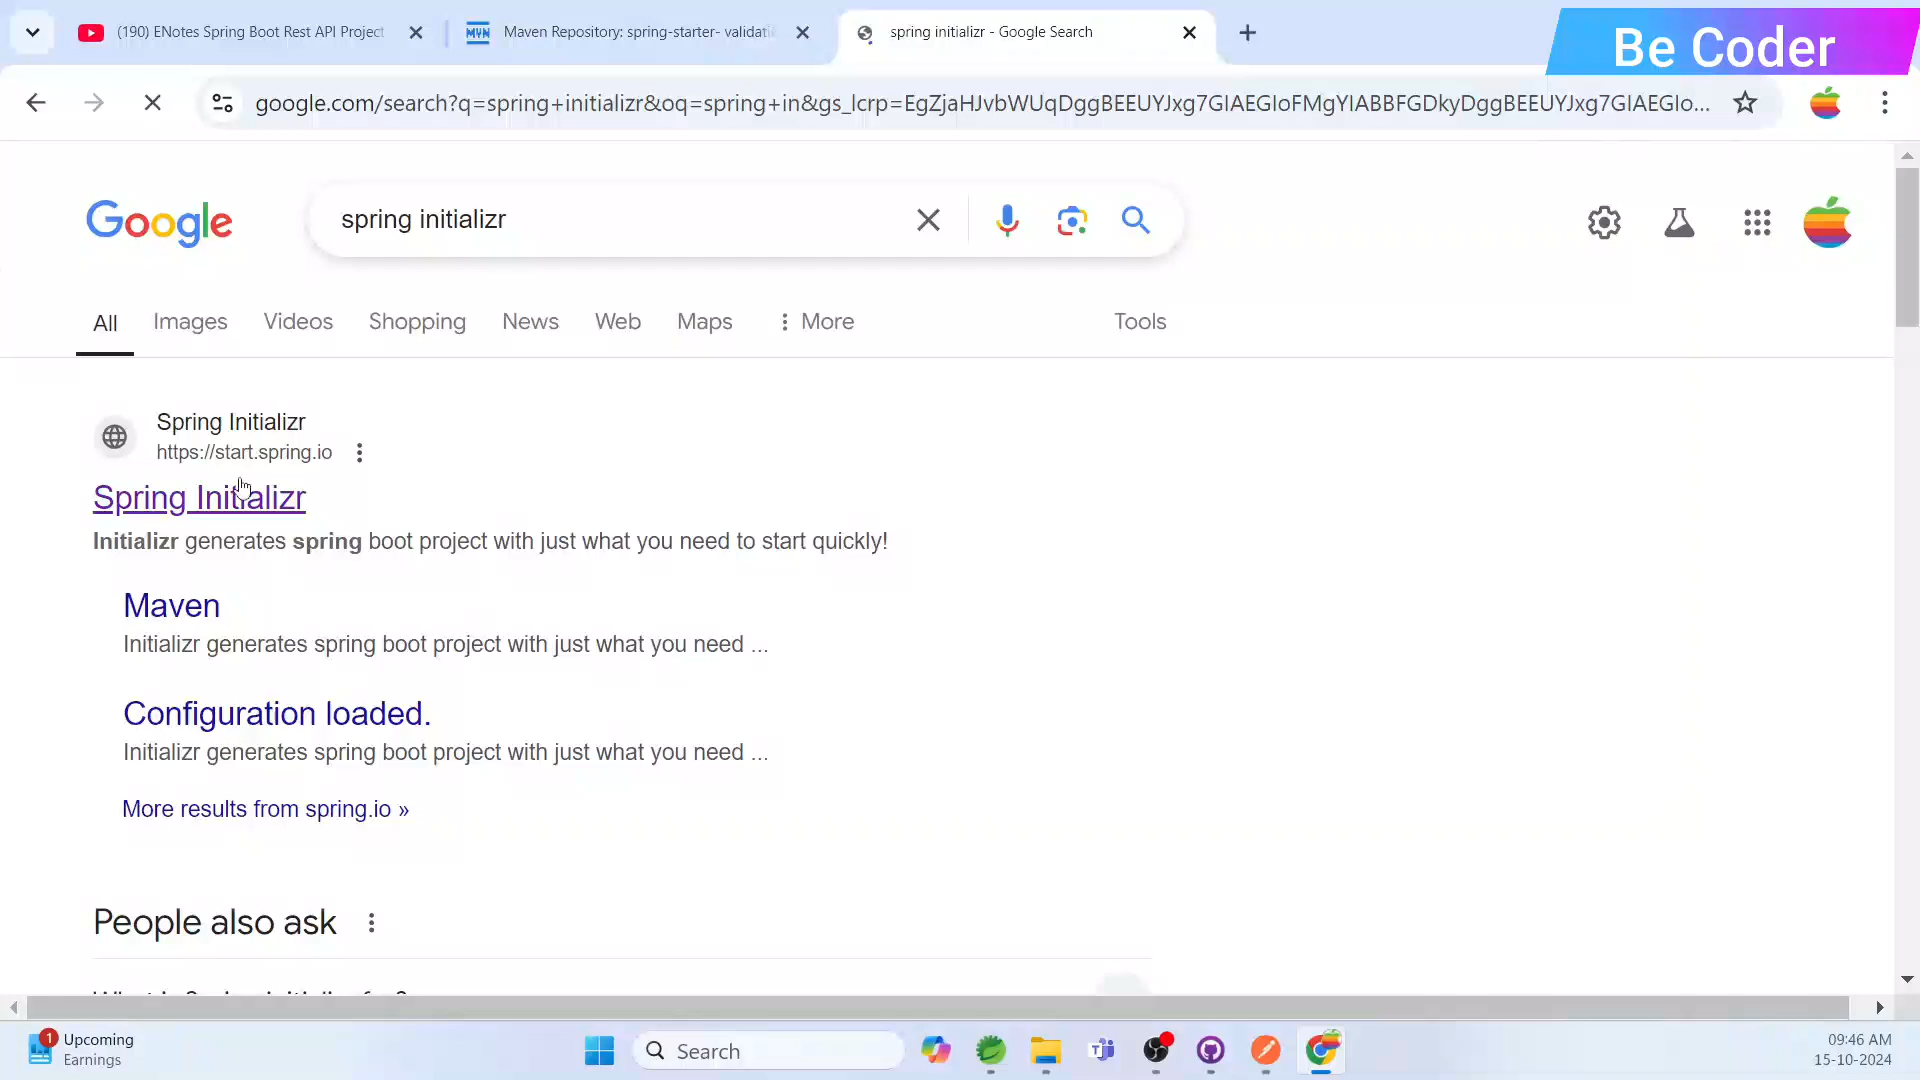 (190) ENotes Spring Boot Rest API Project
Maven Repository: spring-starter- validati
spring initializr - Google Search
Be Coder
google.com/search?q=spring+initializr&oq=spring+in&gs_lcrp=EgZjaHJvbWUqDggBEEUYJxg7GIAEGIoFMgYIABBFGDkyDggBEEUYJxg7GIAEGIo...
Google
spring initializr
All
Images
Videos
Shopping
News
Web
Maps
More
Tools
Spring Initializr
https://start.spring.io
Spring Initializr
Initializr generates spring boot project with just what you need to start quickly!
Maven
Initializr generates spring boot project with just what you need ...
Configuration loaded.
Initializr generates spring boot project with just what you need ...
More results from spring.io »
People also ask
1
Upcoming
Earnings
Search
09:46 AM
15-10-2024